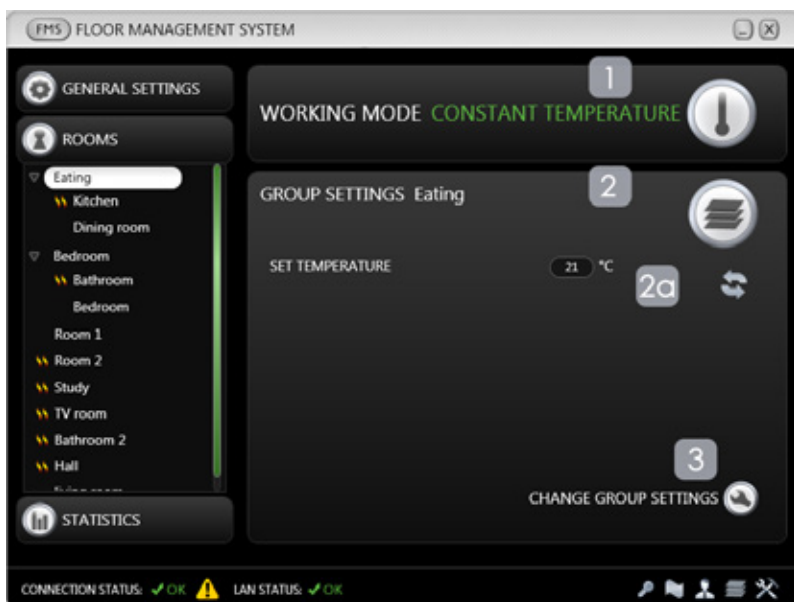 FMS FLOOR MANAGEMENT SYSTEM
GENERAL SETTINGS
ROOMS
Eating
Kitchen
Dining room
Bedroom
Bathroom
Bedroom
Room 1
Room 2
Study
TV room
Bathroom 2
Hall
STATISTICS
1
WORKING MODE CONSTANT TEMPERATURE
2
GROUP SETTINGS Eating
SET TEMPERATURE 21 °C
2a
3
CHANGE GROUP SETTINGS
CONNECTION STATUS: OK LAN STATUS: OK